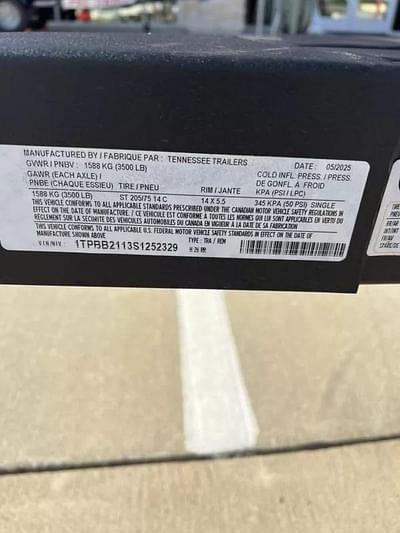 MANUFACTURED BY / FABRIQUE PAR : TENNESSEE TRAILERS DATE : 05/2025
GVWR / PNBV : 1588 KG (3500 LB)
GAWR (EACH AXLE) / COLD INFL. PRESS. / PRESS.
PNBE (CHAQUE ESSIEU) TIRE / PNEU RIM / JANTE DE GONFL. A FROID
1588 KG (3500 LB) ST 205/75 14 C 14 X 5.5 KPA (PSI / LPC)
345 KPA (50 PSI) SINGLE
THIS VEHICLE CONFORMS TO ALL APPLICABLE STANDARDS PRESCRIBED UNDER THE CANADIAN MOTOR VEHICLE SAFETY REGULATIONS IN
EFFECT ON THE DATE OF MANUFACTURE. / CE VEHICULE EST CONFORME A TOUTES LES NORMES QUI LUI SONT APPLICABLES EN VERTU DU
REGLEMENT SUR LA SECURITE DES VEHICULES AUTOMOBILES DU CANADA EN VIGUEUR A LA DATE DE SA FABRICATION
THIS VEHICLE CONFORMS TO ALL APPLICABLE U.S. FEDERAL MOTOR VEHICLE SAFETY STANDARDS IN EFFECT ON THE DATE OF
MANUFACTURE SHOWN ABOVE
V I N / N I V : 1TPBB2113S1252329 TYPE : TRA / REM